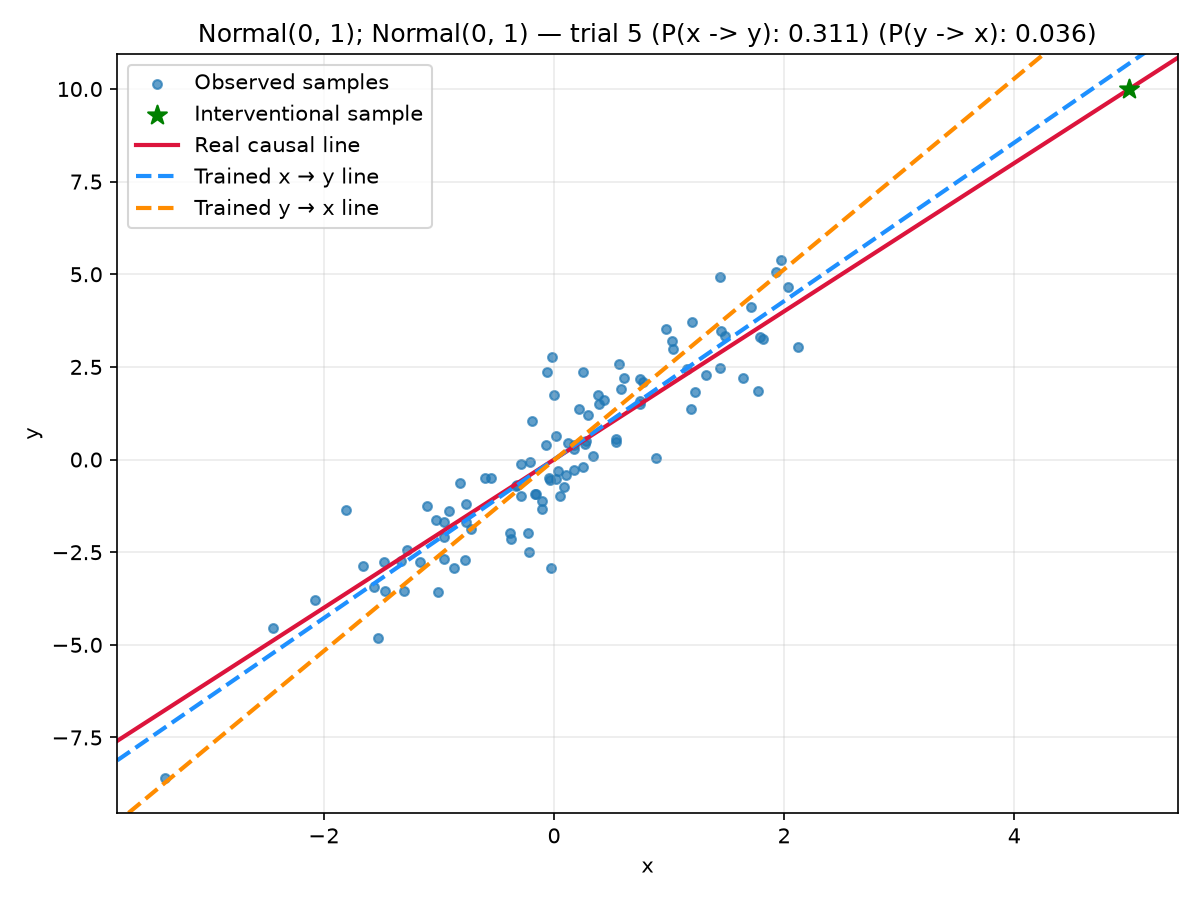 Normal(0, 1); Normal(0, 1) — trial 5 (P(x -> y): 0.311) (P(y -> x): 0.036)
Observed samples
Interventional sample
Real causal line
Trained x → y line
Trained y → x line
10.0
7.5
5.0
2.5
0.0
−2.5
−5.0
−7.5
y
−2
0
2
4
x